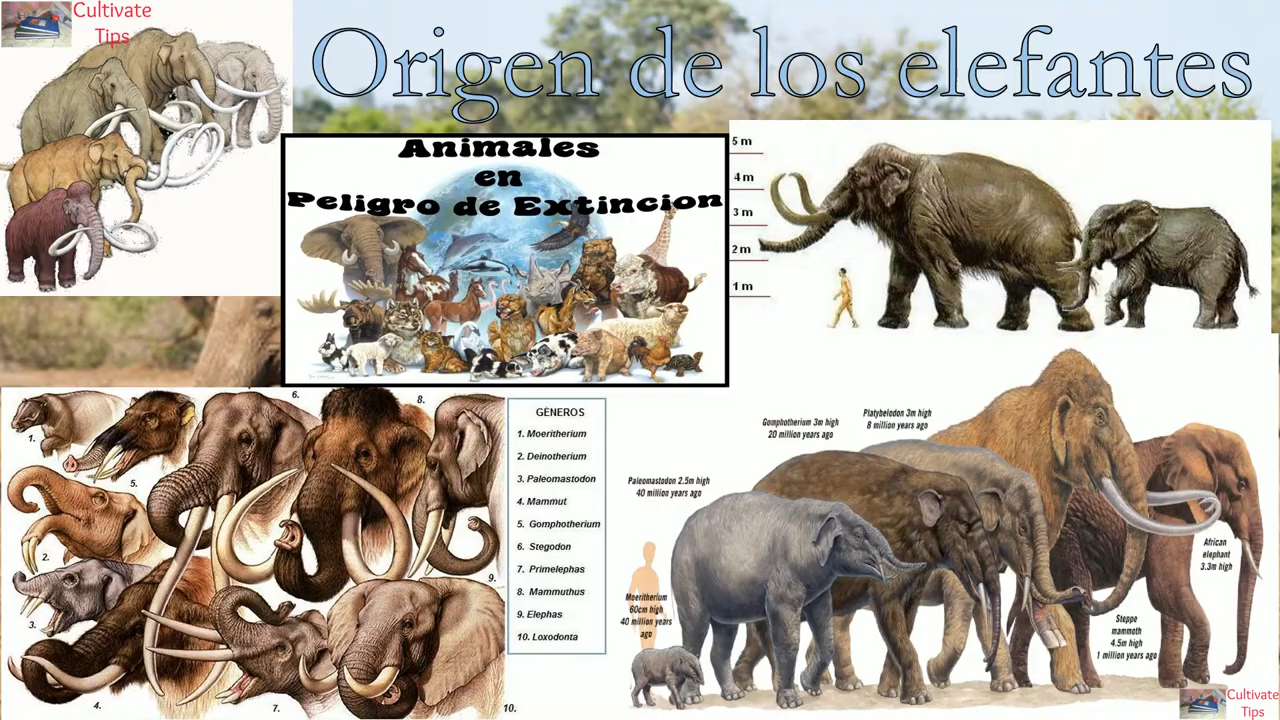 Cultivate
Tips
Origen de los elefantes
Animales
en
Peligro de Extincion
5 m
4 m
3 m
2 m
1 m
1.
5.
6.
8.
2.
3.
9.
4.
7.
10.
GÉNEROS
1. Moeritherium
2. Deinotherium
3. Paleomastodon
4. Mammut
5. Gomphotherium
6. Stegodon
7. Primelephas
8. Mammuthus
9. Elephas
10. Loxodonta
Gomphotherium 3m high
20 million years ago
Platybelodon 3m high
8 million years ago
Paleomastodon 2.5m high
40 million years ago
Moeritherium
60cm high
40 million years
ago
African
elephant
3.3m high
Steppe
mammoth
4.5m high
1 million years ago
Cultivate
Tips